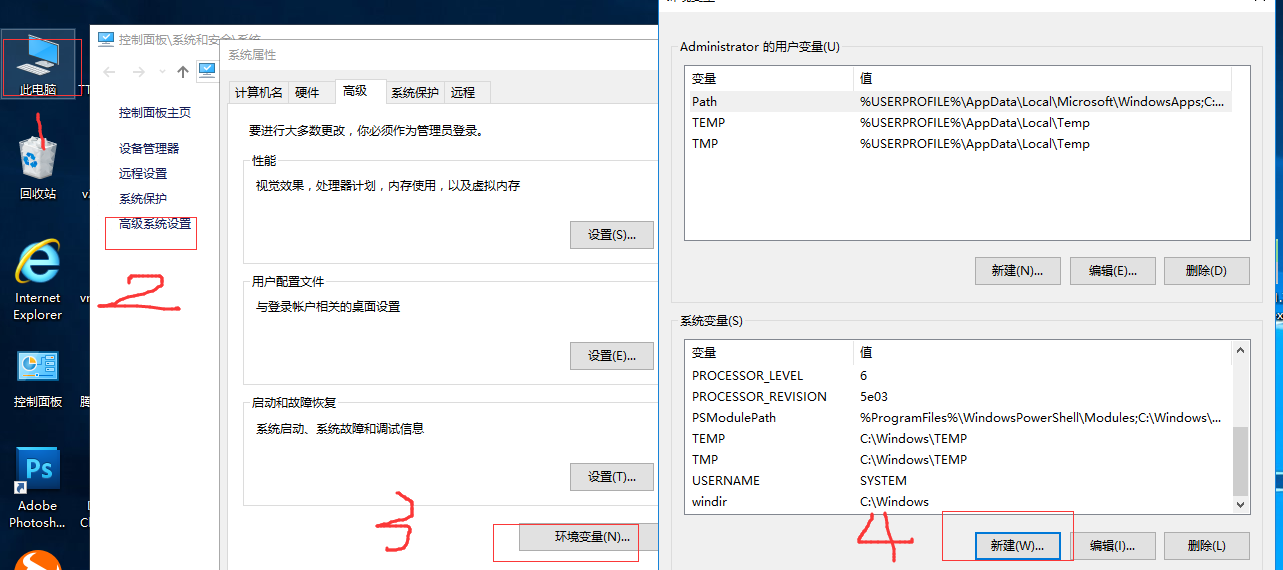 此电脑
回收站
Internet
Explorer
控制面板
Ps
Adobe
Photosh...
1
控制面板\系统和安全\系统
控制面板主页
设备管理器
远程设置
系统保护
高级系统设置
2
系统属性
计算机名 硬件 高级 系统保护 远程
要进行大多数更改，你必须作为管理员登录。
性能
视觉效果，处理器计划，内存使用，以及虚拟内存
设置(S)...
用户配置文件
与登录帐户相关的桌面设置
设置(E)...
启动和故障恢复
系统启动、系统故障和调试信息
设置(T)...
3
环境变量(N)...
Administrator 的用户变量(U)
变量 值
Path %USERPROFILE%\AppData\Local\Microsoft\WindowsApps;C:...
TEMP %USERPROFILE%\AppData\Local\Temp
TMP %USERPROFILE%\AppData\Local\Temp
新建(N)... 编辑(E)... 删除(D)
系统变量(S)
变量 值
PROCESSOR_LEVEL 6
PROCESSOR_REVISION 5e03
PSModulePath %ProgramFiles%\WindowsPowerShell\Modules;C:\Windows\...
TEMP C:\Windows\TEMP
TMP C:\Windows\TEMP
USERNAME SYSTEM
windir C:\Windows
4
新建(W)... 编辑(I)... 删除(L)